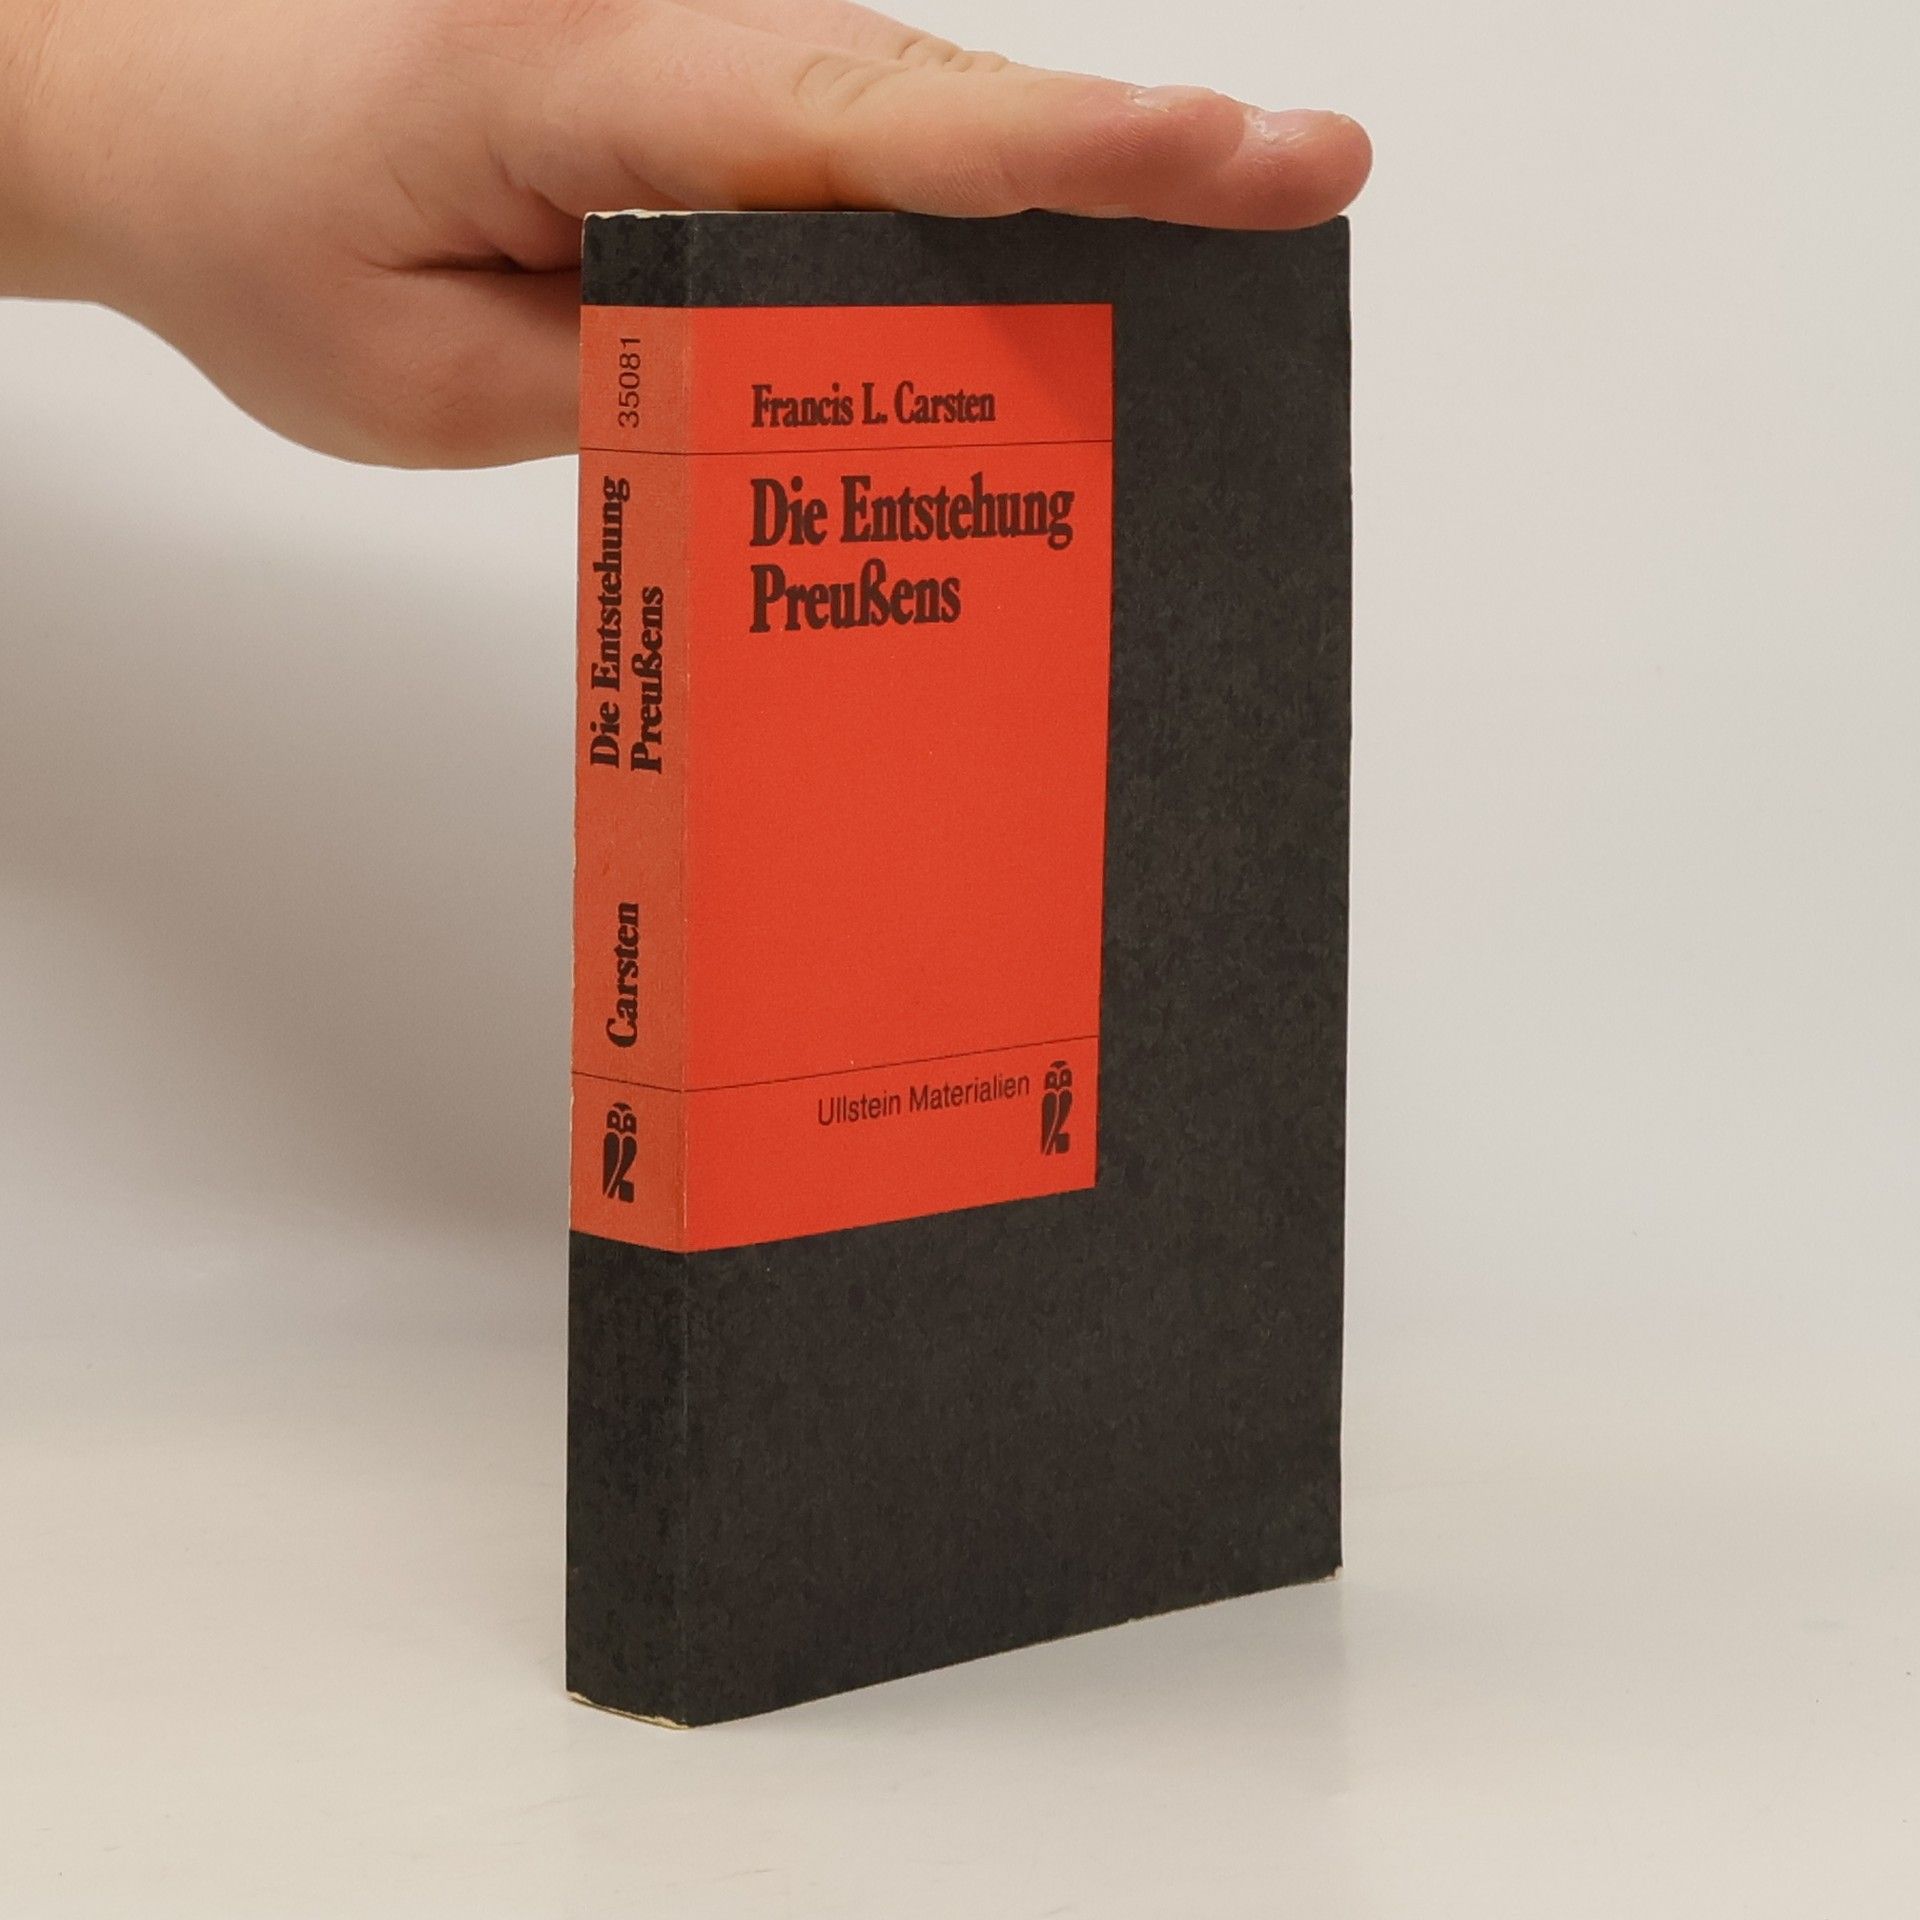 35081
Die Entstehung
Preußens
Carsten
Francis L. Carsten
Die Entstehung
Preußens
Ullstein Materialien